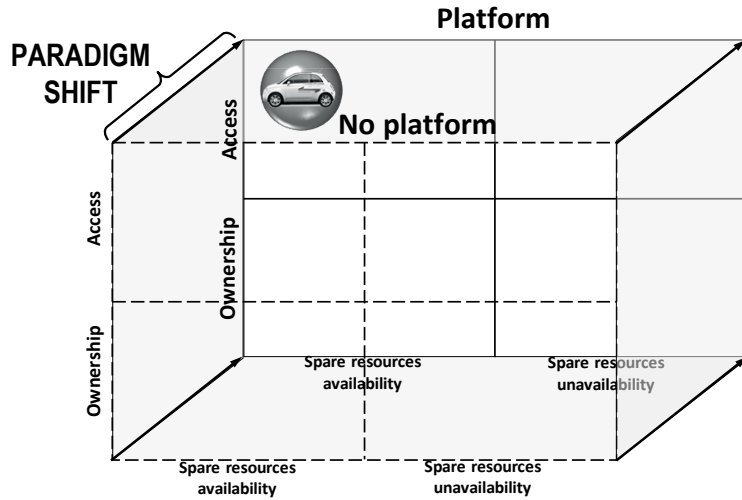 Platform
PARADIGM
SHIFT
No platform
Access
Ownership
Access
Ownership
Spare resources
availability
Spare resources
unavailability
Spare resources
availability
Spare resources
unavailability